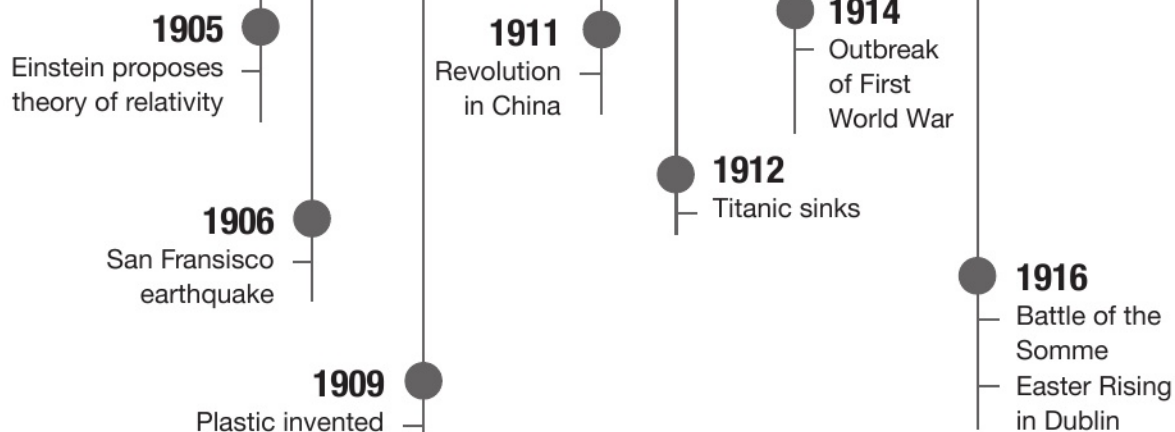 1905
Einstein proposes
theory of relativity
1906
San Fransisco
earthquake
1909
Plastic invented
1911
Revolution
in China
1912
Titanic sinks
1914
Outbreak
of First
World War
1916
Battle of the
Somme
Easter Rising
in Dublin